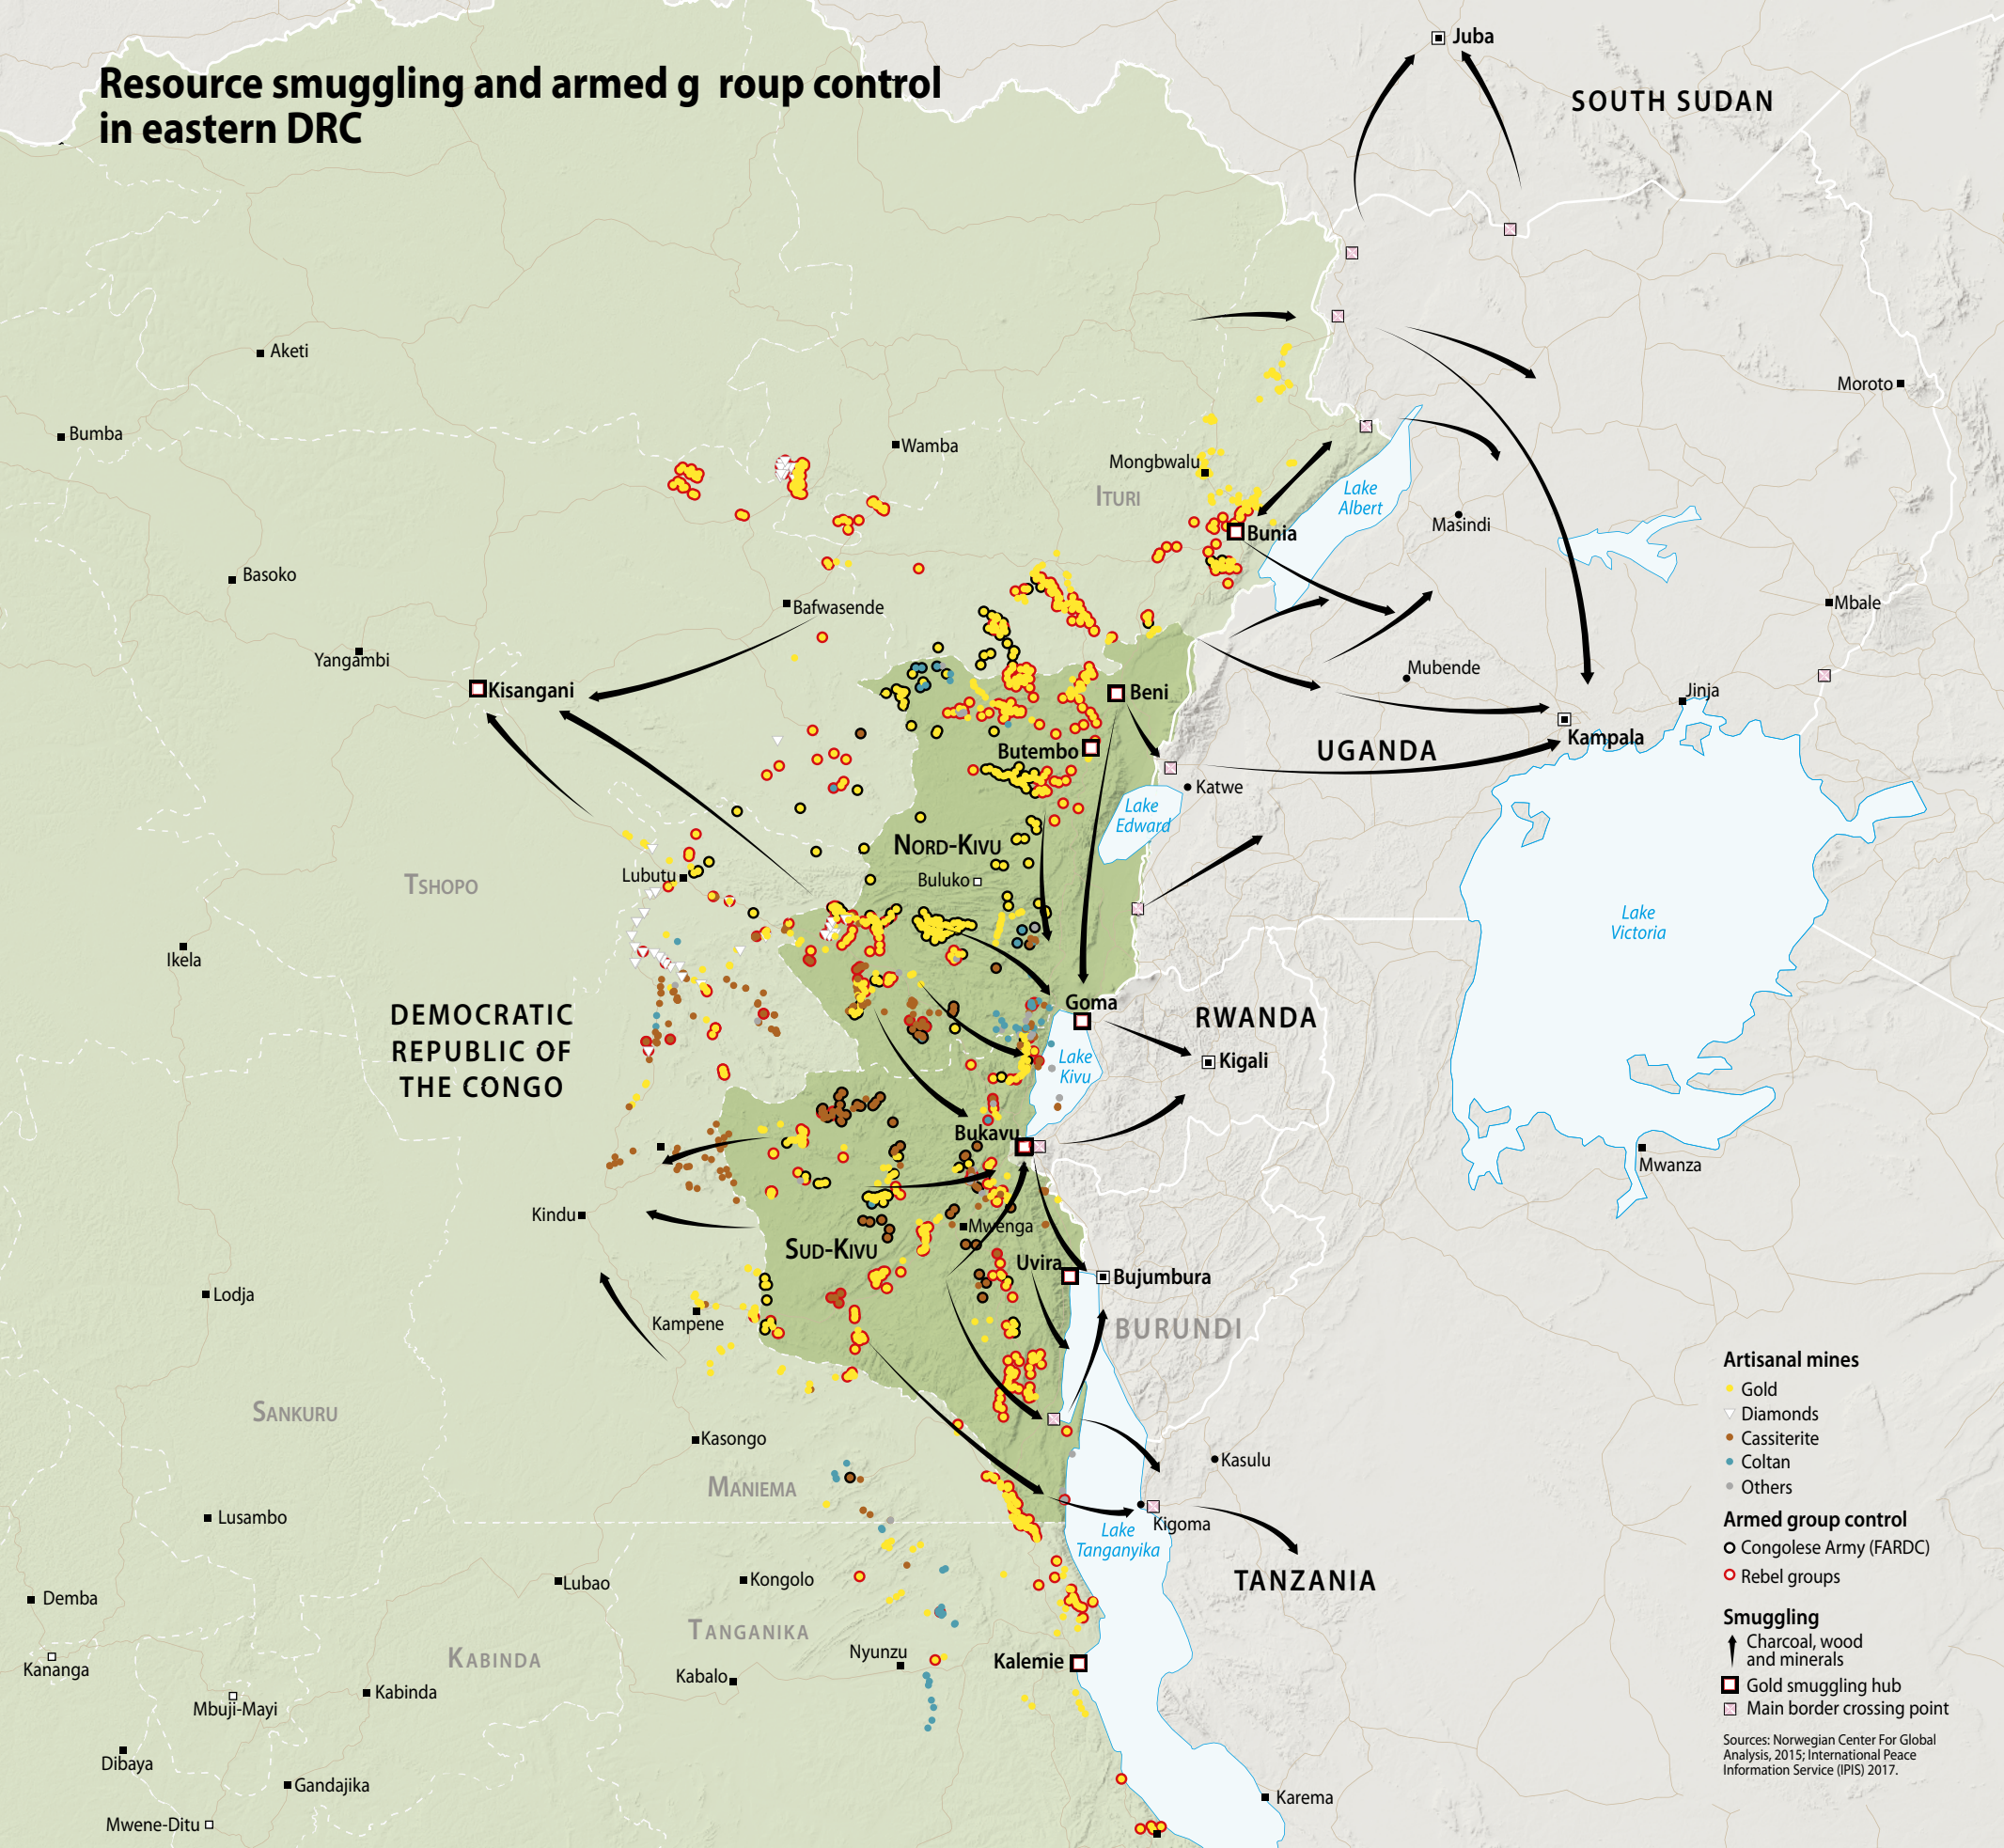 Resource smuggling and armed g roup control
in eastern DRC
Juba
SOUTH SUDAN
Aketi
Moroto
Bumba
Wamba
Mongbwalu
ITURI
Lake
Albert
Masindi
Bunia
Basoko
Bafwasende
Mbale
Yangambi
Mubende
Kisangani
Beni
Jinja
Butembo
UGANDA
Kampala
Katwe
Lake
Edward
NORD-KIVU
Buluko
Lubutu
TSHOPO
Lake
Victoria
Ikela
DEMOCRATIC
REPUBLIC OF
THE CONGO
Goma
RWANDA
Lake
Kivu
Kigali
Bukavu
Mwanza
Kindu
Mwenga
SUD-KIVU
Uvira
Bujumbura
Lodja
Kampene
BURUNDI
SANKURU
Kasongo
Kasulu
MANIEMA
Lusambo
Kigoma
Lake
Tanganyika
TANZANIA
Lubao
Kongolo
Demba
TANGANIKA
KABINDA
Nyunzu
Kalemie
Kananga
Kabalo
Kabinda
Mbuji-Mayi
Dibaya
Gandajika
Karema
Mwene-Ditu
Artisanal mines
Gold
Diamonds
Cassiterite
Coltan
Others
Armed group control
Congolese Army (FARDC)
Rebel groups
Smuggling
Charcoal, wood
and minerals
Gold smuggling hub
Main border crossing point
Sources: Norwegian Center For Global
Analysis, 2015; International Peace
Information Service (IPIS) 2017.